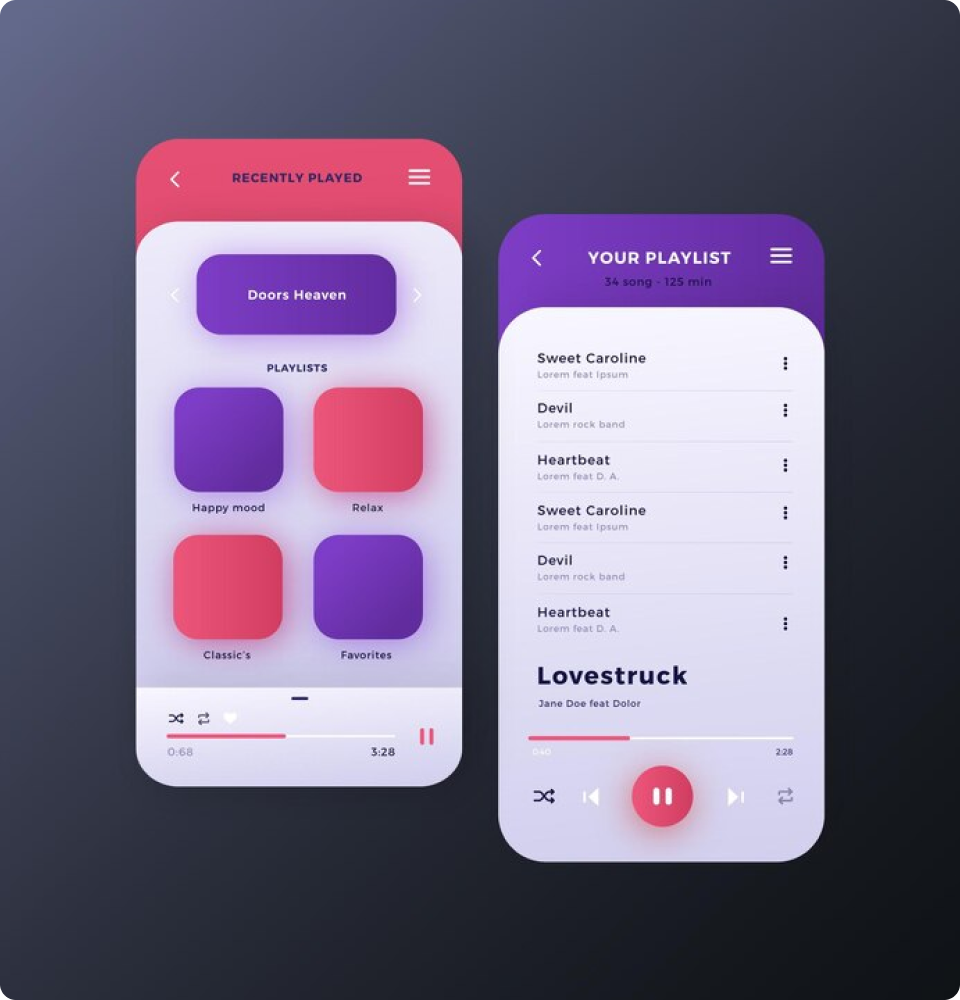 RECENTLY PLAYED
Doors Heaven
PLAYLISTS
Happy mood
Relax
Classic's
Favorites
0:68
3:28
YOUR PLAYLIST
34 song - 125 min
Sweet Caroline
Lorem feat Ipsum
Devil
Lorem rock band
Heartbeat
Lorem feat D. A.
Sweet Caroline
Lorem feat Ipsum
Devil
Lorem rock band
Heartbeat
Lorem feat D. A.
Lovestruck
Jane Doe feat Dolor
040
2:28